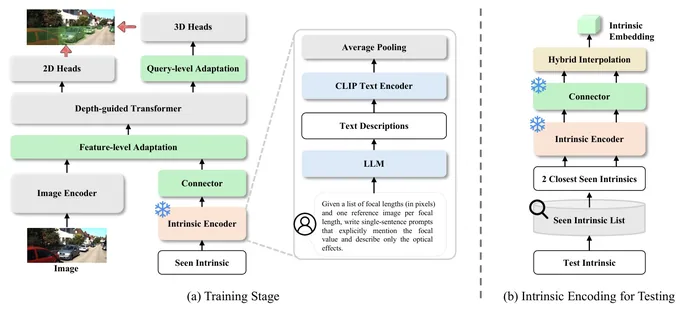 3D Heads
2D Heads
Query-level Adaptation
Depth-guided Transformer
Feature-level Adaptation
Image Encoder
Connector
Intrinsic Encoder
Image
Seen Intrinsic
(a) Training Stage
Average Pooling
CLIP Text Encoder
Text Descriptions
LLM
Given a list of focal lengths (in pixels)
and one reference image per focal
length, write single-sentence prompts
that explicitly mention the focal
value and describe only the optical
effects.
Intrinsic
Embedding
Hybrid Interpolation
Connector
Intrinsic Encoder
2 Closest Seen Intrinsics
Seen Intrinsic List
Test Intrinsic
(b) Intrinsic Encoding for Testing